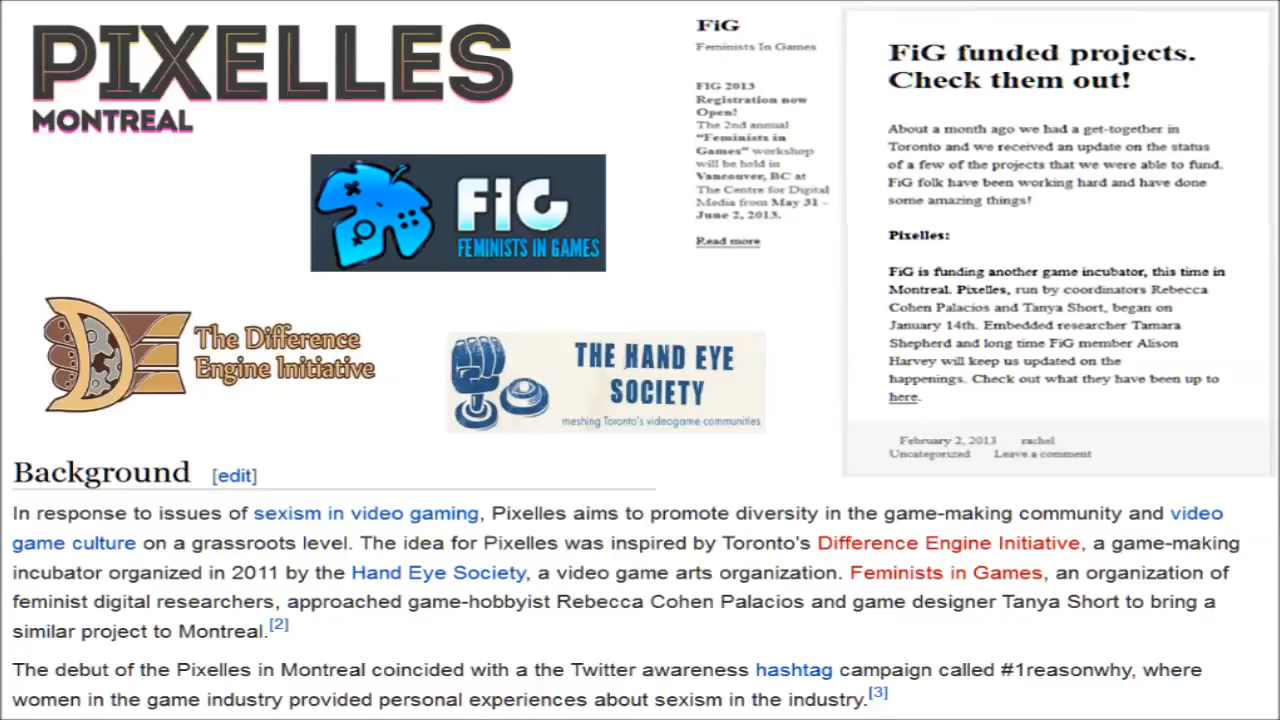 PIXELLES
MONTREAL
FiG
FEMINISTS IN GAMES
The Difference
Engine Initiative
THE HAND EYE
SOCIETY
meshing Toronto's videogame communities
FiG
Feminists In Games
FIG 2013
Registration now
Open!
The 2nd annual
"Feminists in
Games" workshop
will be held in
Vancouver, BC at
The Centre for Digital
Media from May 31 –
June 2, 2013.
Read more
FiG funded projects.
Check them out!
About a month ago we had a get-together in
Toronto and we received an update on the status
of a few of the projects that we were able to fund.
FiG folk have been working hard and have done
some amazing things!
Pixelles:
FiG is funding another game incubator, this time in
Montreal. Pixelles, run by coordinators Rebecca
Cohen Palacios and Tanya Short, began on
January 14th. Embedded researcher Tamara
Shepherd and long time FiG member Alison
Harvey will keep us updated on the
happenings. Check out what they have been up to
here.
February 2, 2013 rachel
Uncategorized Leave a comment
Background [edit]
In response to issues of sexism in video gaming, Pixelles aims to promote diversity in the game-making community and video
game culture on a grassroots level. The idea for Pixelles was inspired by Toronto's Difference Engine Initiative, a game-making
incubator organized in 2011 by the Hand Eye Society, a video game arts organization. Feminists in Games, an organization of
feminist digital researchers, approached game-hobbyist Rebecca Cohen Palacios and game designer Tanya Short to bring a
similar project to Montreal.[2]
The debut of the Pixelles in Montreal coincided with a the Twitter awareness hashtag campaign called #1reasonwhy, where
women in the game industry provided personal experiences about sexism in the industry.[3]